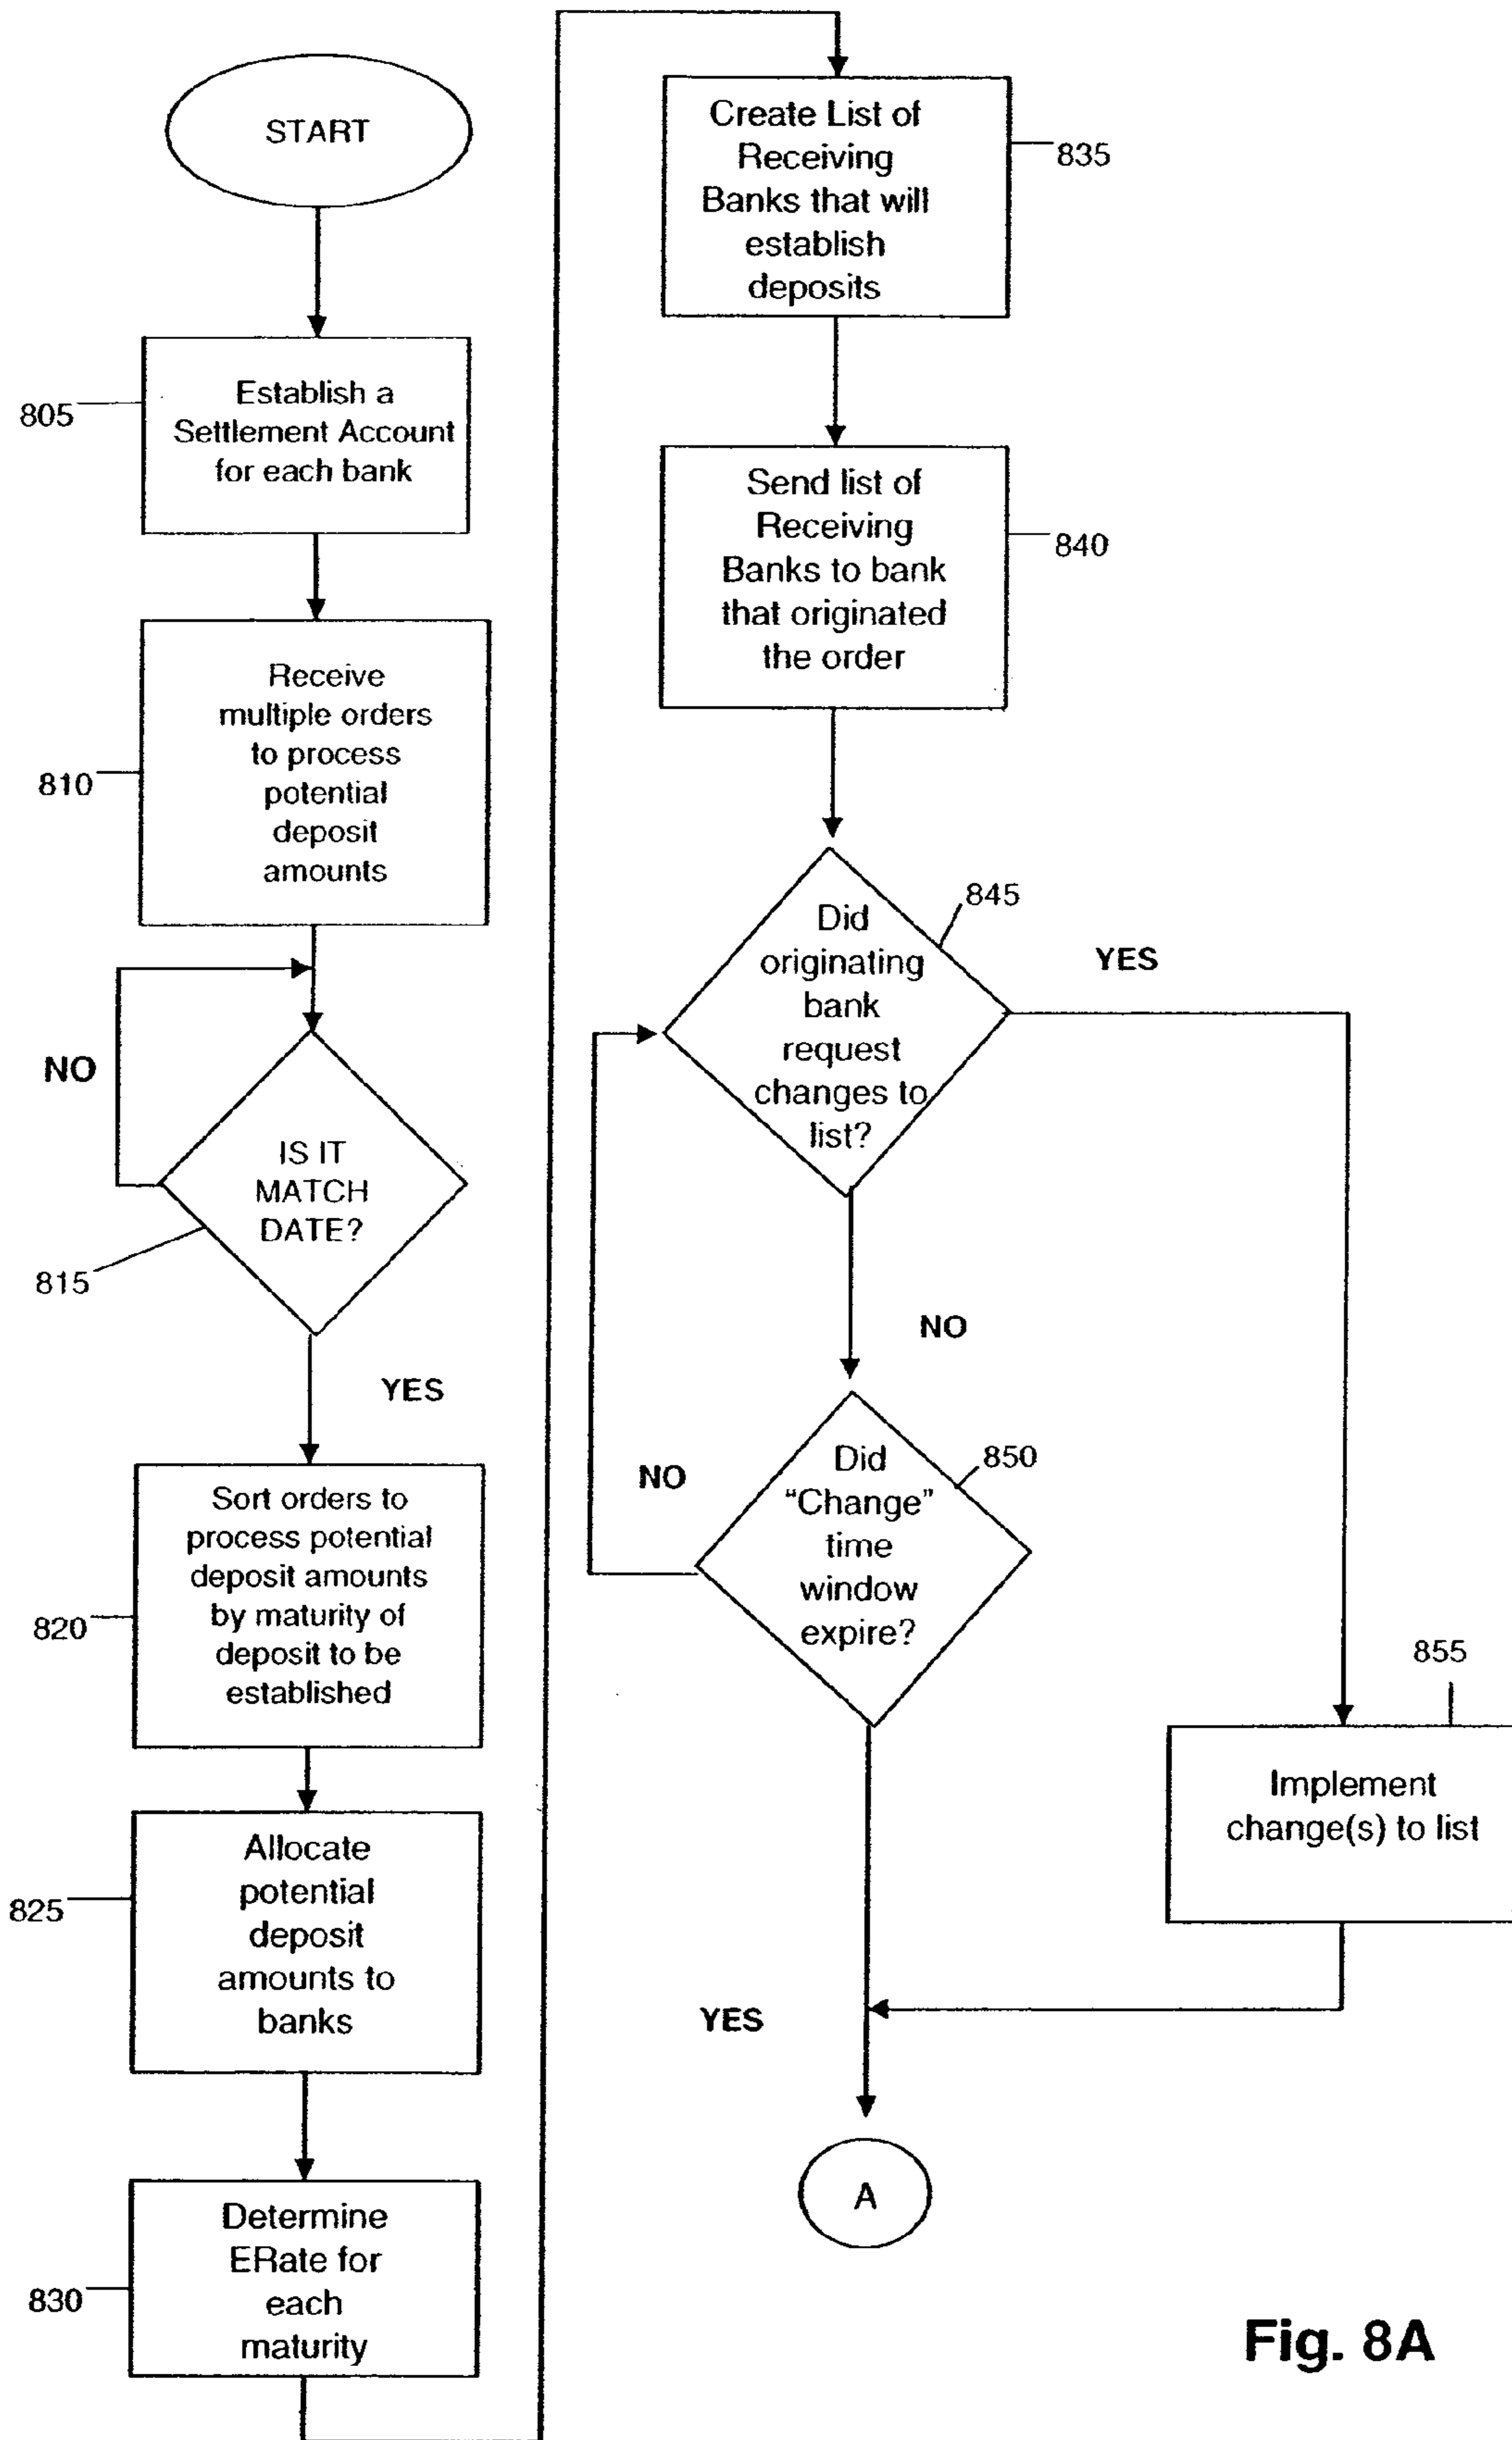 START
805
Establish a
Settlement Account
for each bank
810
Receive
multiple orders
to process
potential
deposit
amounts
NO
IS IT
MATCH
DATE?
815
YES
820
Sort orders to
process potential
deposit amounts
by maturity of
deposit to be
established
825
Allocate
potential
deposit
amounts to
banks
830
Determine
ERate for
each
maturity
Create List of
Receiving
Banks that will
establish
deposits
835
Send list of
Receiving
Banks to bank
that originated
the order
840
Did
originating
bank
request
changes to
list?
845
YES
NO
NO
Did
“Change”
time
window
expire?
850
855
Implement
change(s) to list
YES
A
Fig. 8A